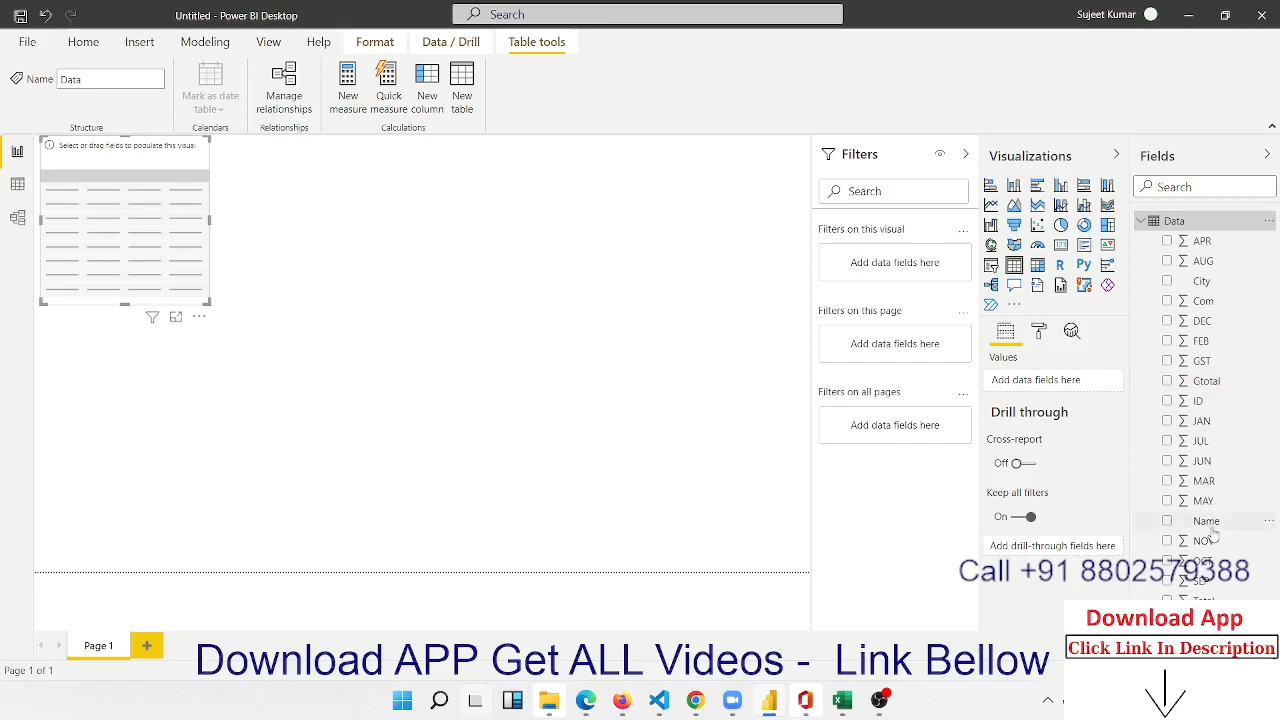 Untitled - Power BI Desktop
Search
Sujeet Kumar
File
Home
Insert
Modeling
View
Help
Format
Data / Drill
Table tools
Name
Data
Mark as date
table
New
measure
Quick
measure
New
column
New
table
Manage
relationships
Structure
Calendars
Relationships
Calculations
Select or drag fields to populate this visual
Filters
Search
Filters on this visual
...
Add data fields here
Filters on this page
...
Add data fields here
Filters on all pages
...
Add data fields here
Visualizations
R
Py
123
...
Values
Add data fields here
Drill through
Cross-report
Off
Keep all filters
On
Add drill-through fields here
Fields
Search
Data
...
APR
AUG
City
Com
DEC
FEB
GST
Gtotal
ID
JAN
JUL
JUN
MAR
MAY
Name
...
NOV
OCT
SEP
Total
Call +91 8802579388
Download App
Click Link In Description
Page 1
+
Download APP Get ALL Videos - Link Bellow
Page 1 of 1